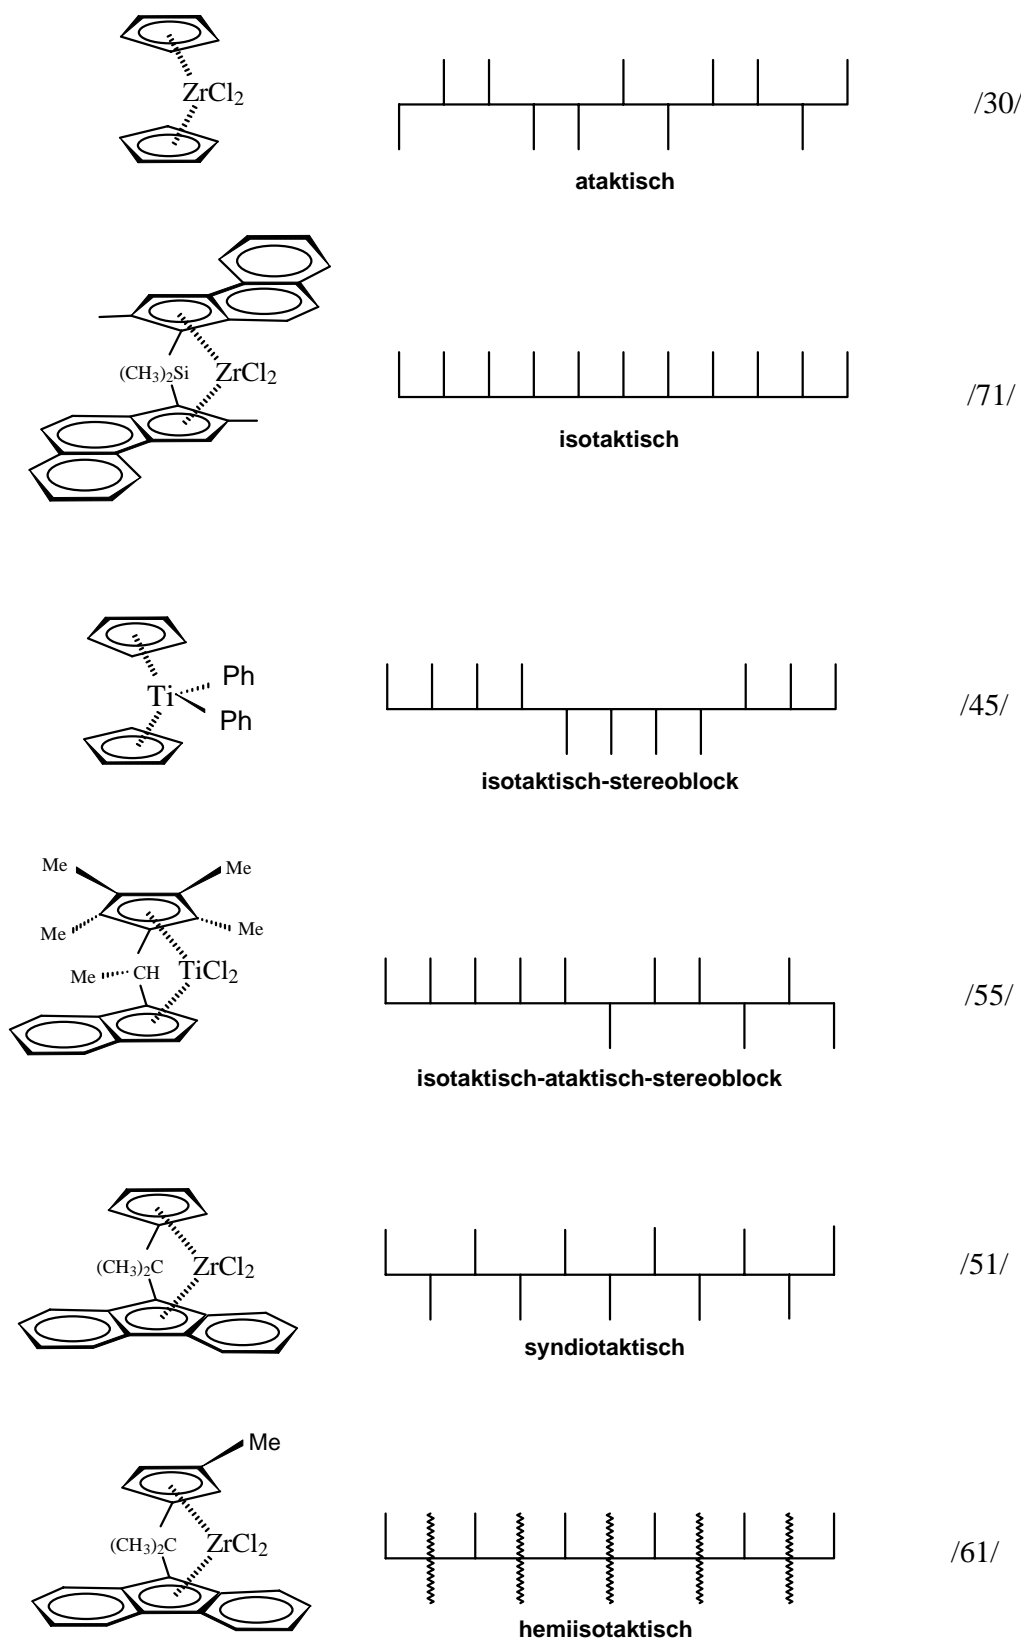 ZrCl2
/30/
ataktisch
(CH3)2Si
ZrCl2
/71/
isotaktisch
Ph
Ti
Ph
/45/
isotaktisch-stereoblock
Me
Me
Me
Me
Me
CH
TiCl2
/55/
isotaktisch-ataktisch-stereoblock
(CH3)2C
ZrCl2
/51/
syndiotaktisch
Me
(CH3)2C
ZrCl2
/61/
hemiisotaktisch